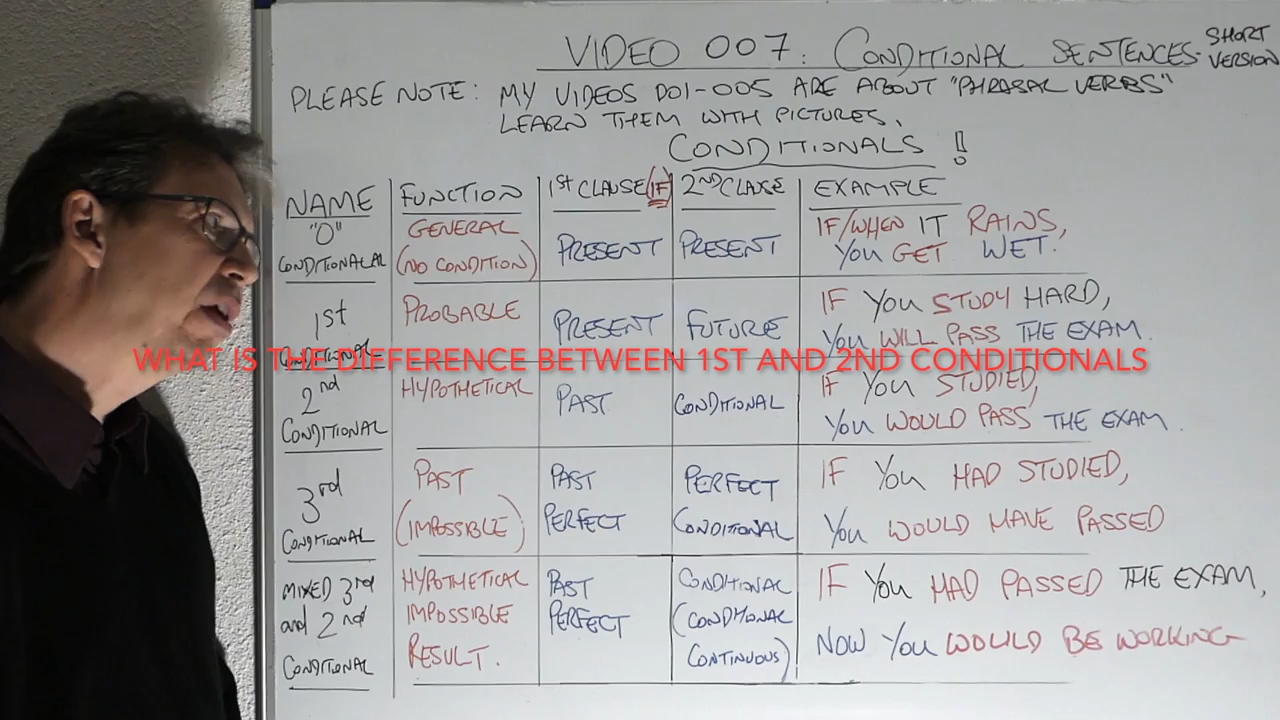 VIDEO 007: CONDITIONAL SENTENCES- SHORT VERSION
PLEASE NOTE: MY VIDEOS 001-005 ARE ABOUT "PHRASAL VERBS"
LEARN THEM WITH PICTURES.
CONDITIONALS!
NAME FUNCTION 1st CLAUSE (IF) 2nd CLAUSE EXAMPLE
"0" CONDITIONALAL
GENERAL (NO CONDITION)
PRESENT
PRESENT
IF/WHEN IT RAINS,
YOU GET WET.
1st CONDITIONAL
PROBABLE
PRESENT
FUTURE
IF YOU STUDY HARD,
YOU WILL PASS THE EXAM.
WHAT IS THE DIFFERENCE BETWEEN 1ST AND 2ND CONDITIONALS
2nd CONDITIONAL
HYPOTHETICAL
PAST
CONDITIONAL
IF YOU STUDIED,
YOU WOULD PASS THE EXAM.
3rd CONDITIONAL
PAST (IMPOSSIBLE)
PAST PERFECT
PERFECT CONDITIONAL
IF YOU HAD STUDIED,
YOU WOULD HAVE PASSED
MIXED 3rd and 2nd CONDITIONAL
HYPOTHETICAL IMPOSSIBLE RESULT.
PAST PERFECT
CONDITIONAL (CONDITIONAL CONTINUOUS)
IF YOU HAD PASSED THE EXAM,
NOW YOU WOULD BE WORKING